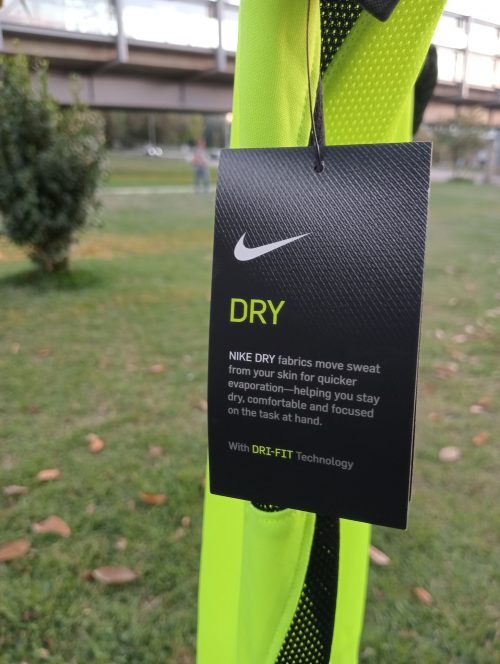 DRY
NIKE DRY fabrics move sweat
from your skin for quicker
evaporation—helping you stay
dry, comfortable and focused
on the task at hand.
With DRI-FIT Technology